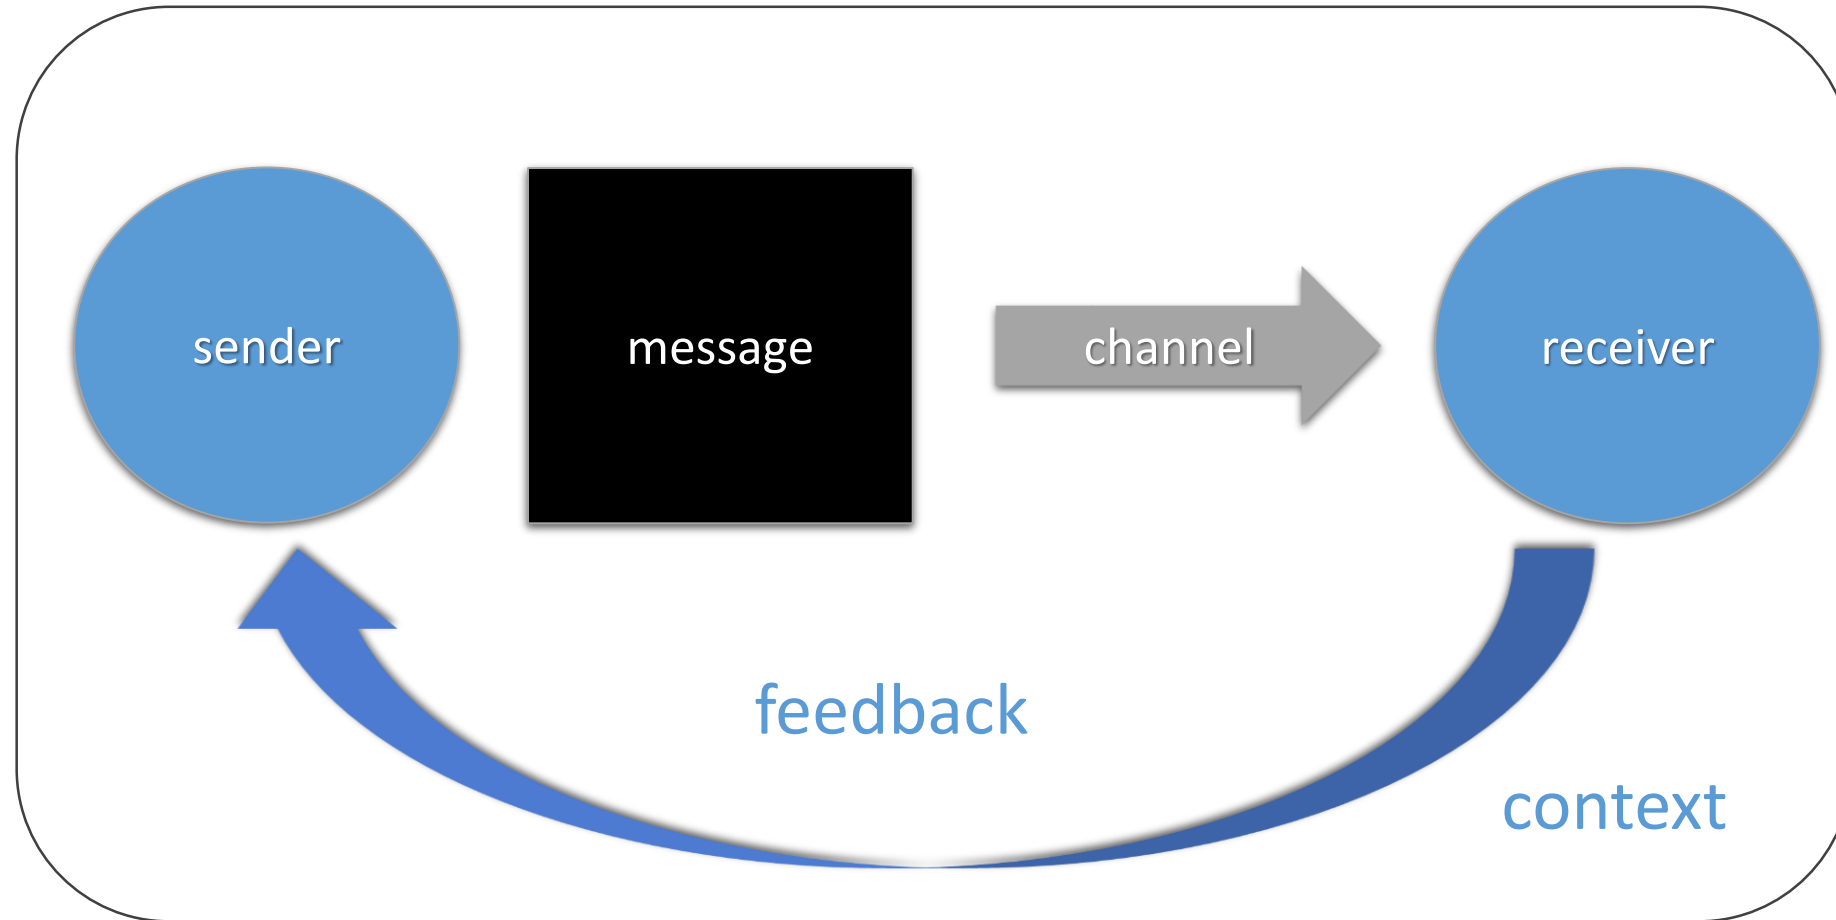 sender
message
channel
receiver
feedback
context